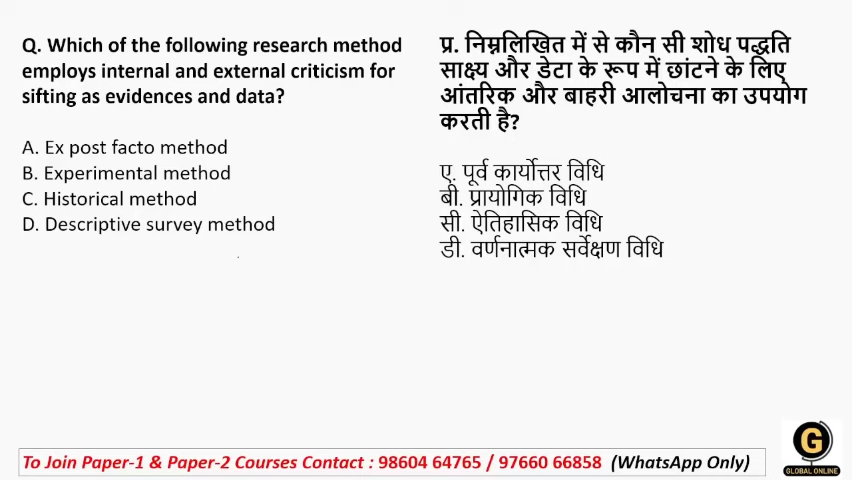 Q. Which of the following research method
employs internal and external criticism for
sifting as evidences and data?
A. Ex post facto method
B. Experimental method
C. Historical method
D. Descriptive survey method
प्र. निम्नलिखित में से कौन सी शोध पद्धति
साक्ष्य और डेटा के रूप में छांटने के लिए
आंतरिक और बाहरी आलोचना का उपयोग
करती है?
ए. पूर्व कार्योत्तर विधि
बी. प्रायोगिक विधि
सी. ऐतिहासिक विधि
डी. वर्णनात्मक सर्वेक्षण विधि
To Join Paper-1 & Paper-2 Courses Contact : 98604 64765 / 97660 66858 (WhatsApp Only)
G
GLOBAL ONLINE